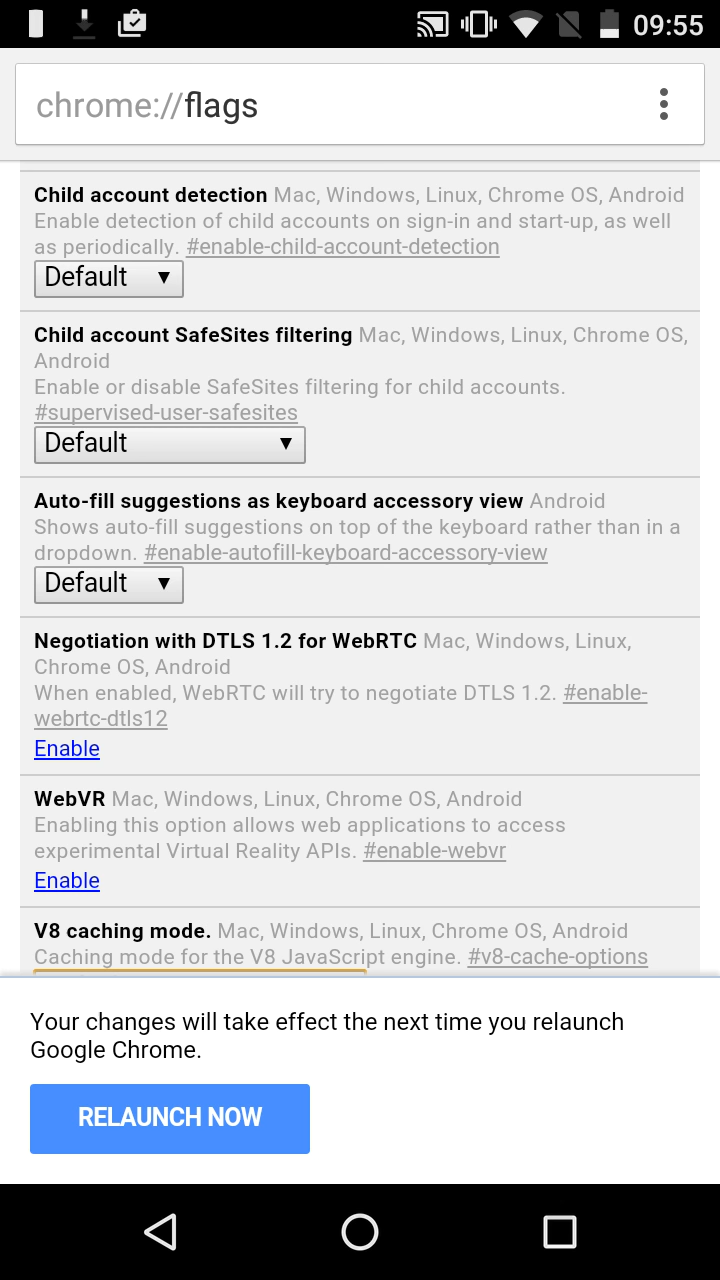 09:55
chrome://flags
Child account detection Mac, Windows, Linux, Chrome OS, Android
Enable detection of child accounts on sign-in and start-up, as well
as periodically. #enable-child-account-detection
Default
Child account SafeSites filtering Mac, Windows, Linux, Chrome OS,
Android
Enable or disable SafeSites filtering for child accounts.
#supervised-user-safesites
Default
Auto-fill suggestions as keyboard accessory view Android
Shows auto-fill suggestions on top of the keyboard rather than in a
dropdown. #enable-autofill-keyboard-accessory-view
Default
Negotiation with DTLS 1.2 for WebRTC Mac, Windows, Linux,
Chrome OS, Android
When enabled, WebRTC will try to negotiate DTLS 1.2. #enable-
webrtc-dtls12
Enable
WebVR Mac, Windows, Linux, Chrome OS, Android
Enabling this option allows web applications to access
experimental Virtual Reality APIs. #enable-webvr
Enable
V8 caching mode. Mac, Windows, Linux, Chrome OS, Android
Caching mode for the V8 JavaScript engine. #v8-cache-options
Your changes will take effect the next time you relaunch
Google Chrome.
RELAUNCH NOW